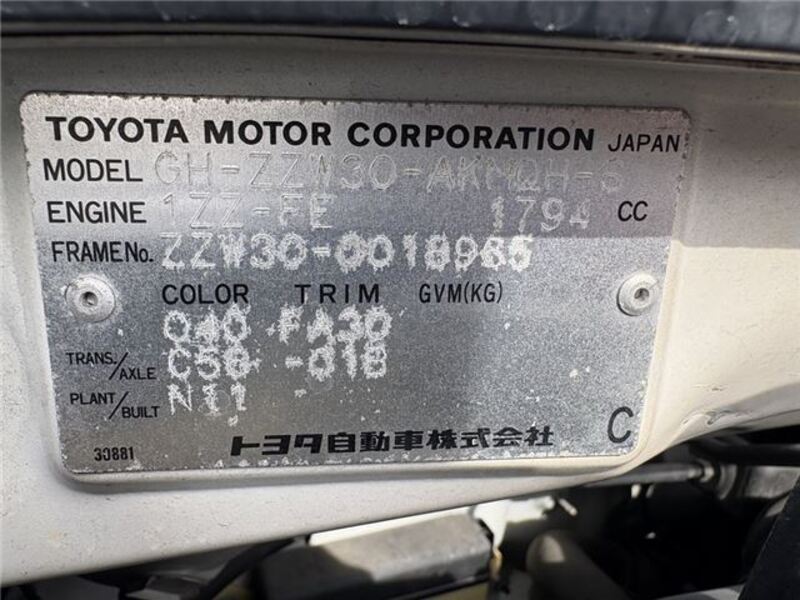 TOYOTA MOTOR CORPORATION JAPAN
MODEL GH-ZZW30-AKMQH-S
ENGINE 1ZZ-FE 1794 CC
FRAME No. ZZW30-0018965
COLOR TRIM GVM(KG)
040 FA30
TRANS./AXLE C56 -01B
PLANT/BUILT N11
30881 トヨタ自動車株式会社 C